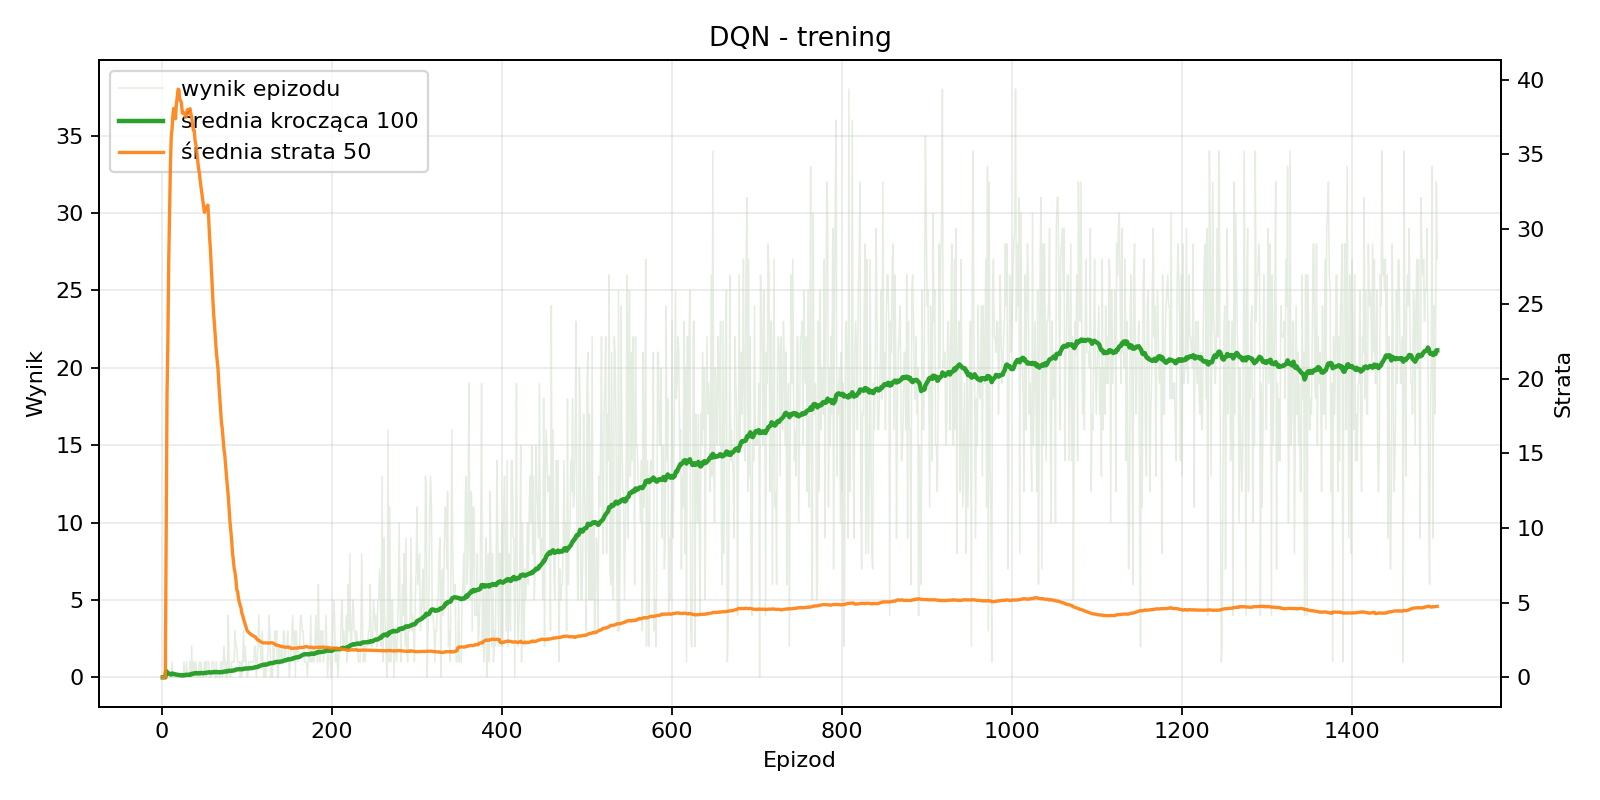 DQN - trening
wynik epizodu
średnia krocząca 100
średnia strata 50
Wynik
35
30
25
20
15
10
5
0
40
35
30
25
20
15
10
5
0
Strata
0 200 400 600 800 1000 1200 1400
Epizod